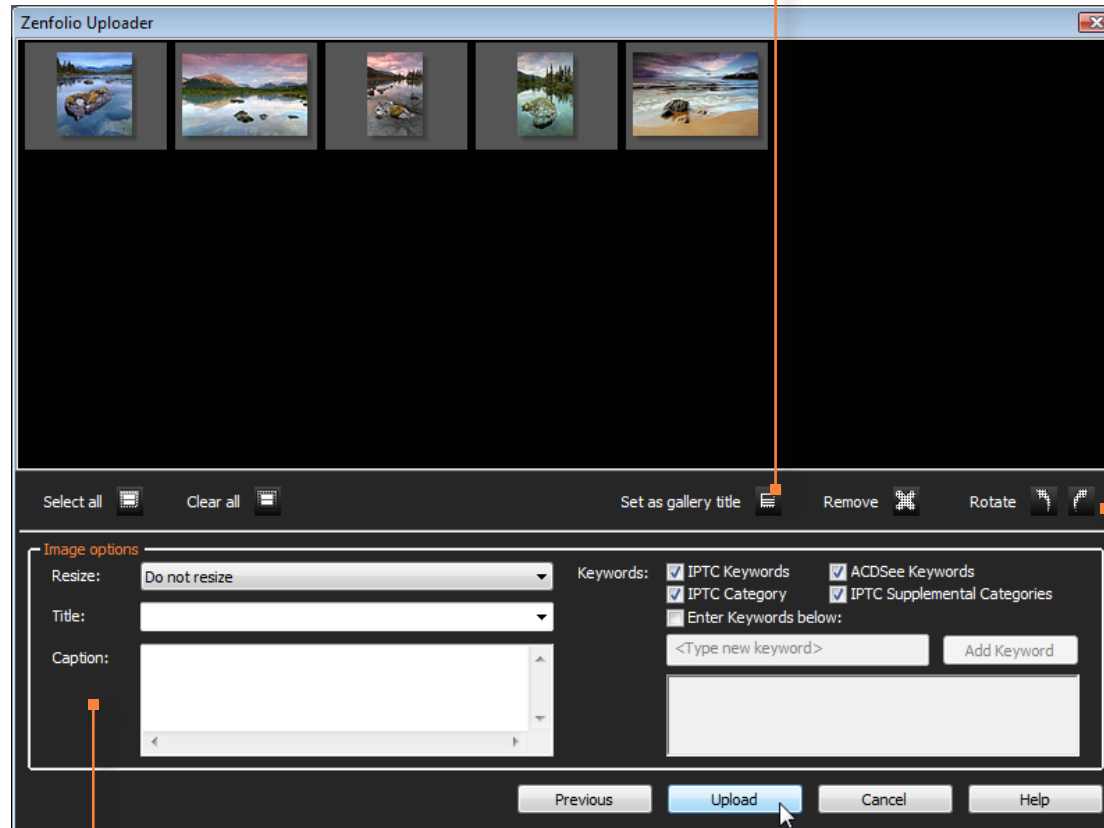 Zenfolio Uploader
Select all Clear all Set as gallery title Remove Rotate
Image options
Resize: Do not resize Keywords: IPTC Keywords ACDSee Keywords
IPTC Category IPTC Supplemental Categories
Title: Enter Keywords below:
Caption: <Type new keyword> Add Keyword
Previous Upload Cancel Help